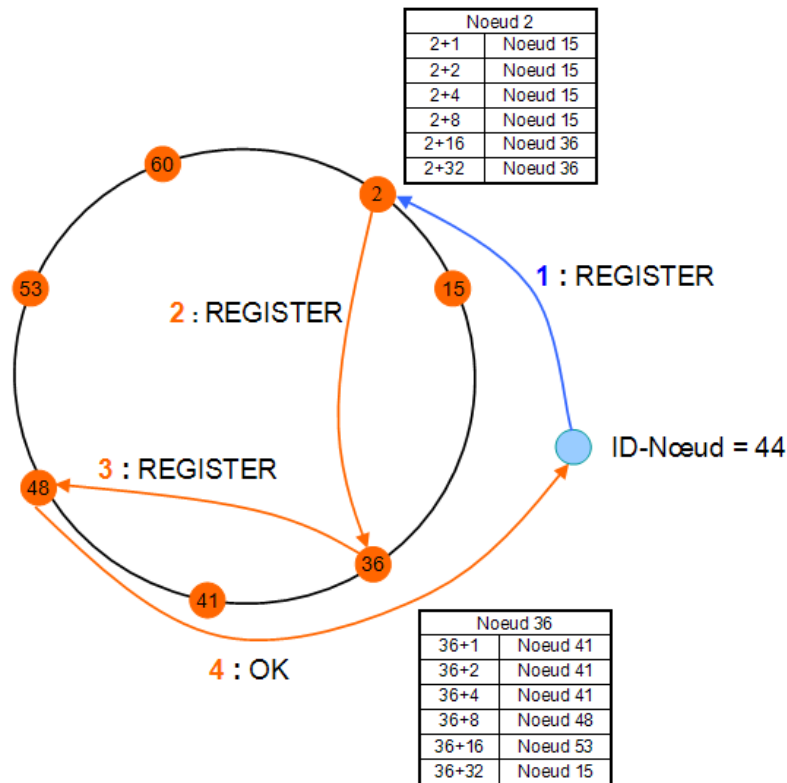 Noeud 2
2+1 Noeud 15
2+2 Noeud 15
2+4 Noeud 15
2+8 Noeud 15
2+16 Noeud 36
2+32 Noeud 36
60
2
53
15
1 : REGISTER
2 : REGISTER
ID-Nœud = 44
3 : REGISTER
48
36
41
4 : OK
Noeud 36
36+1 Noeud 41
36+2 Noeud 41
36+4 Noeud 41
36+8 Noeud 48
36+16 Noeud 53
36+32 Noeud 15